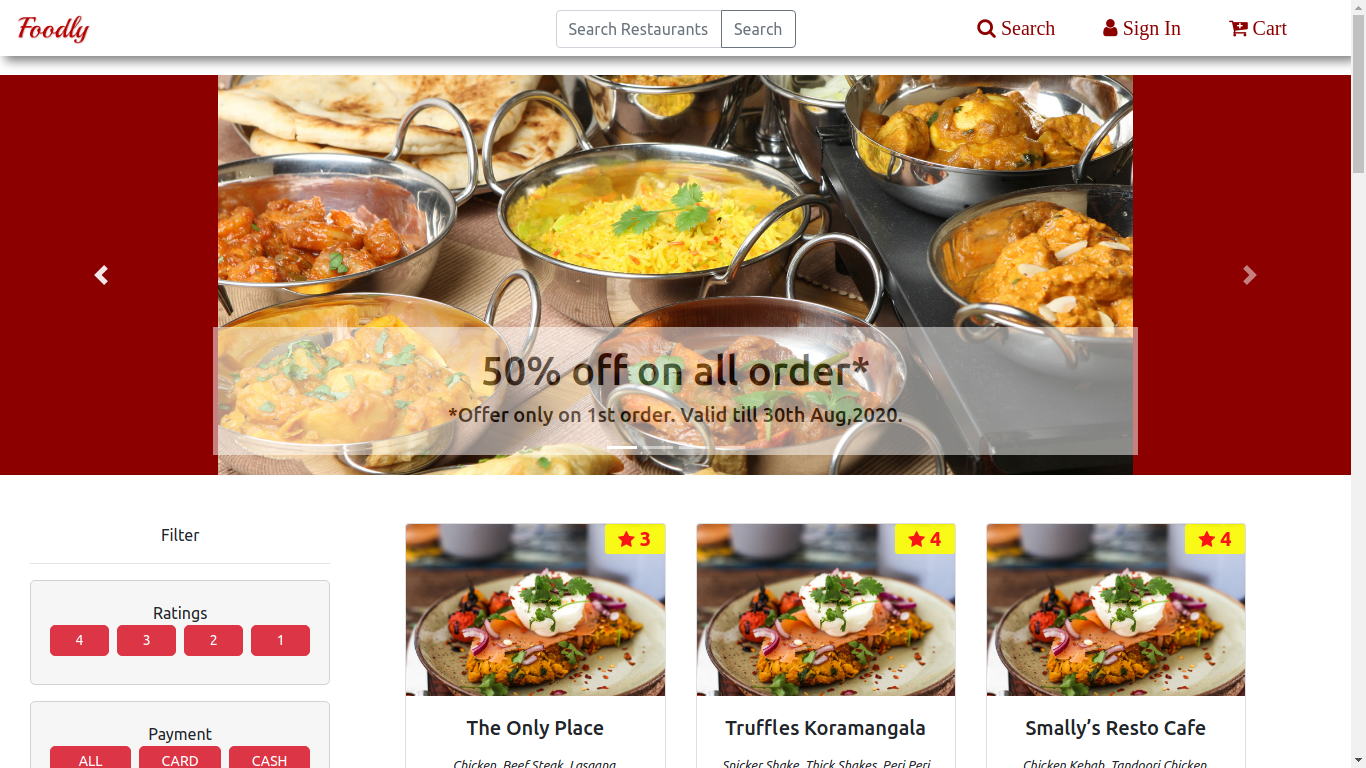 Foodly
Search Restaurants
Search
Search
Sign In
Cart
50% off on all order*
*Offer only on 1st order. Valid till 30th Aug,2020.
Filter
Ratings
4 3 2 1
Payment
ALL CARD CASH
3
The Only Place
Chicken, Beef Steak, Lasagna,
4
Truffles Koramangala
Snicker Shake, Thick Shakes, Peri Peri
4
Smally’s Resto Cafe
Chicken Kebab, Tandoori Chicken,